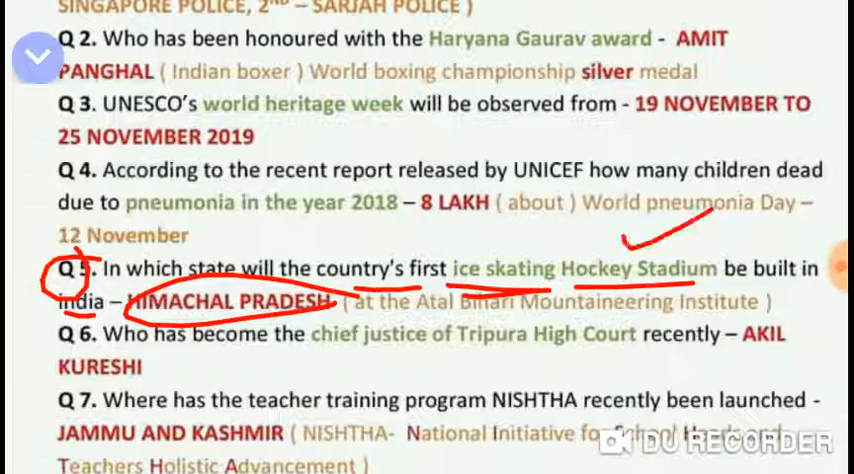 SINGAPORE POLICE, 2ND – SARJAH POLICE )
Q 2. Who has been honoured with the Haryana Gaurav award - AMIT
PANGHAL ( Indian boxer ) World boxing championship silver medal
Q 3. UNESCO's world heritage week will be observed from - 19 NOVEMBER TO
25 NOVEMBER 2019
Q 4. According to the recent report released by UNICEF how many children dead
due to pneumonia in the year 2018 – 8 LAKH ( about ) World pneumonia Day –
12 November
Q 5. In which state will the country's first ice skating Hockey Stadium be built in
india – HIMACHAL PRADESH ( at the Atal Bihari Mountaineering Institute )
Q 6. Who has become the chief justice of Tripura High Court recently – AKIL
KURESHI
Q 7. Where has the teacher training program NISHTHA recently been launched -
JAMMU AND KASHMIR ( NISHTHA- National Initiative for School Heads and
Teachers Holistic Advancement )
DU RECORDER